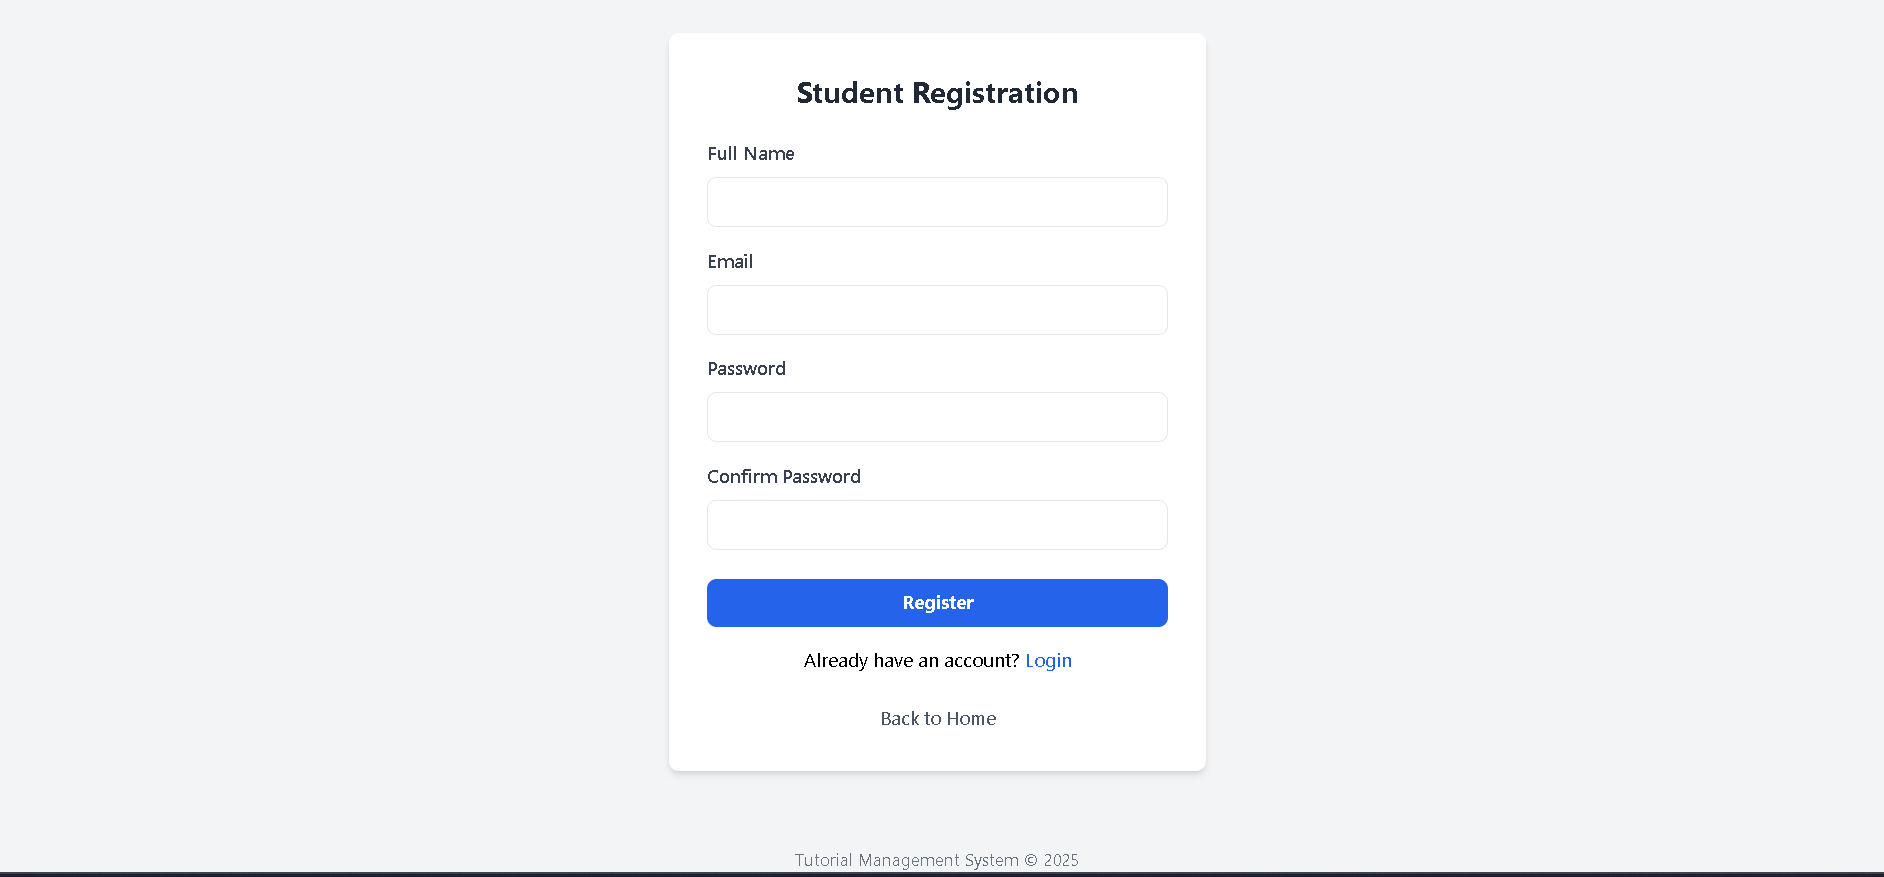 Student Registration
Full Name
Email
Password
Confirm Password
Register
Already have an account? Login
Back to Home
Tutorial Management System © 2025